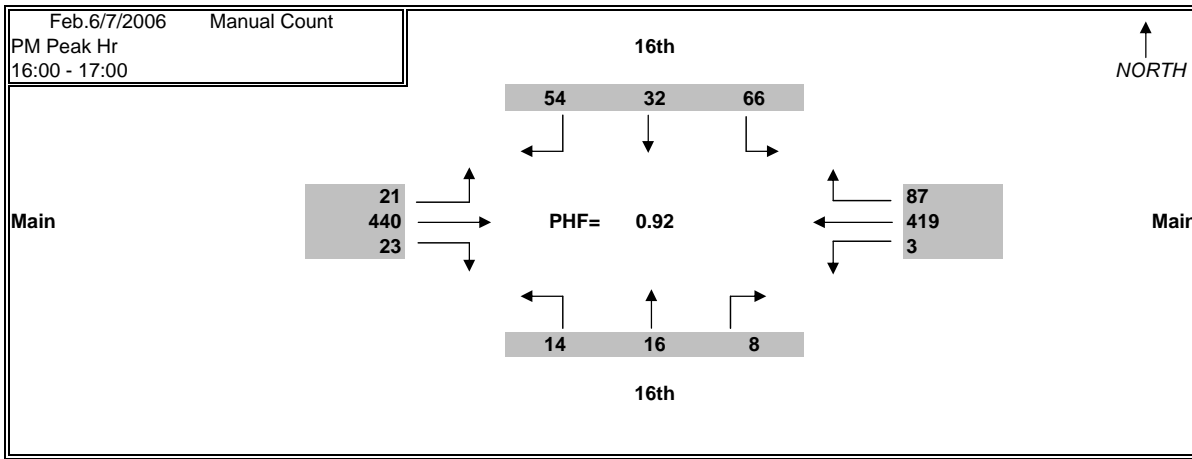 Feb.6/7/2006 Manual Count
PM Peak Hr
16:00 - 17:00
16th
NORTH
54 32 66
21
440
23
Main
PHF= 0.92
87
419
3
Main
14 16 8
16th